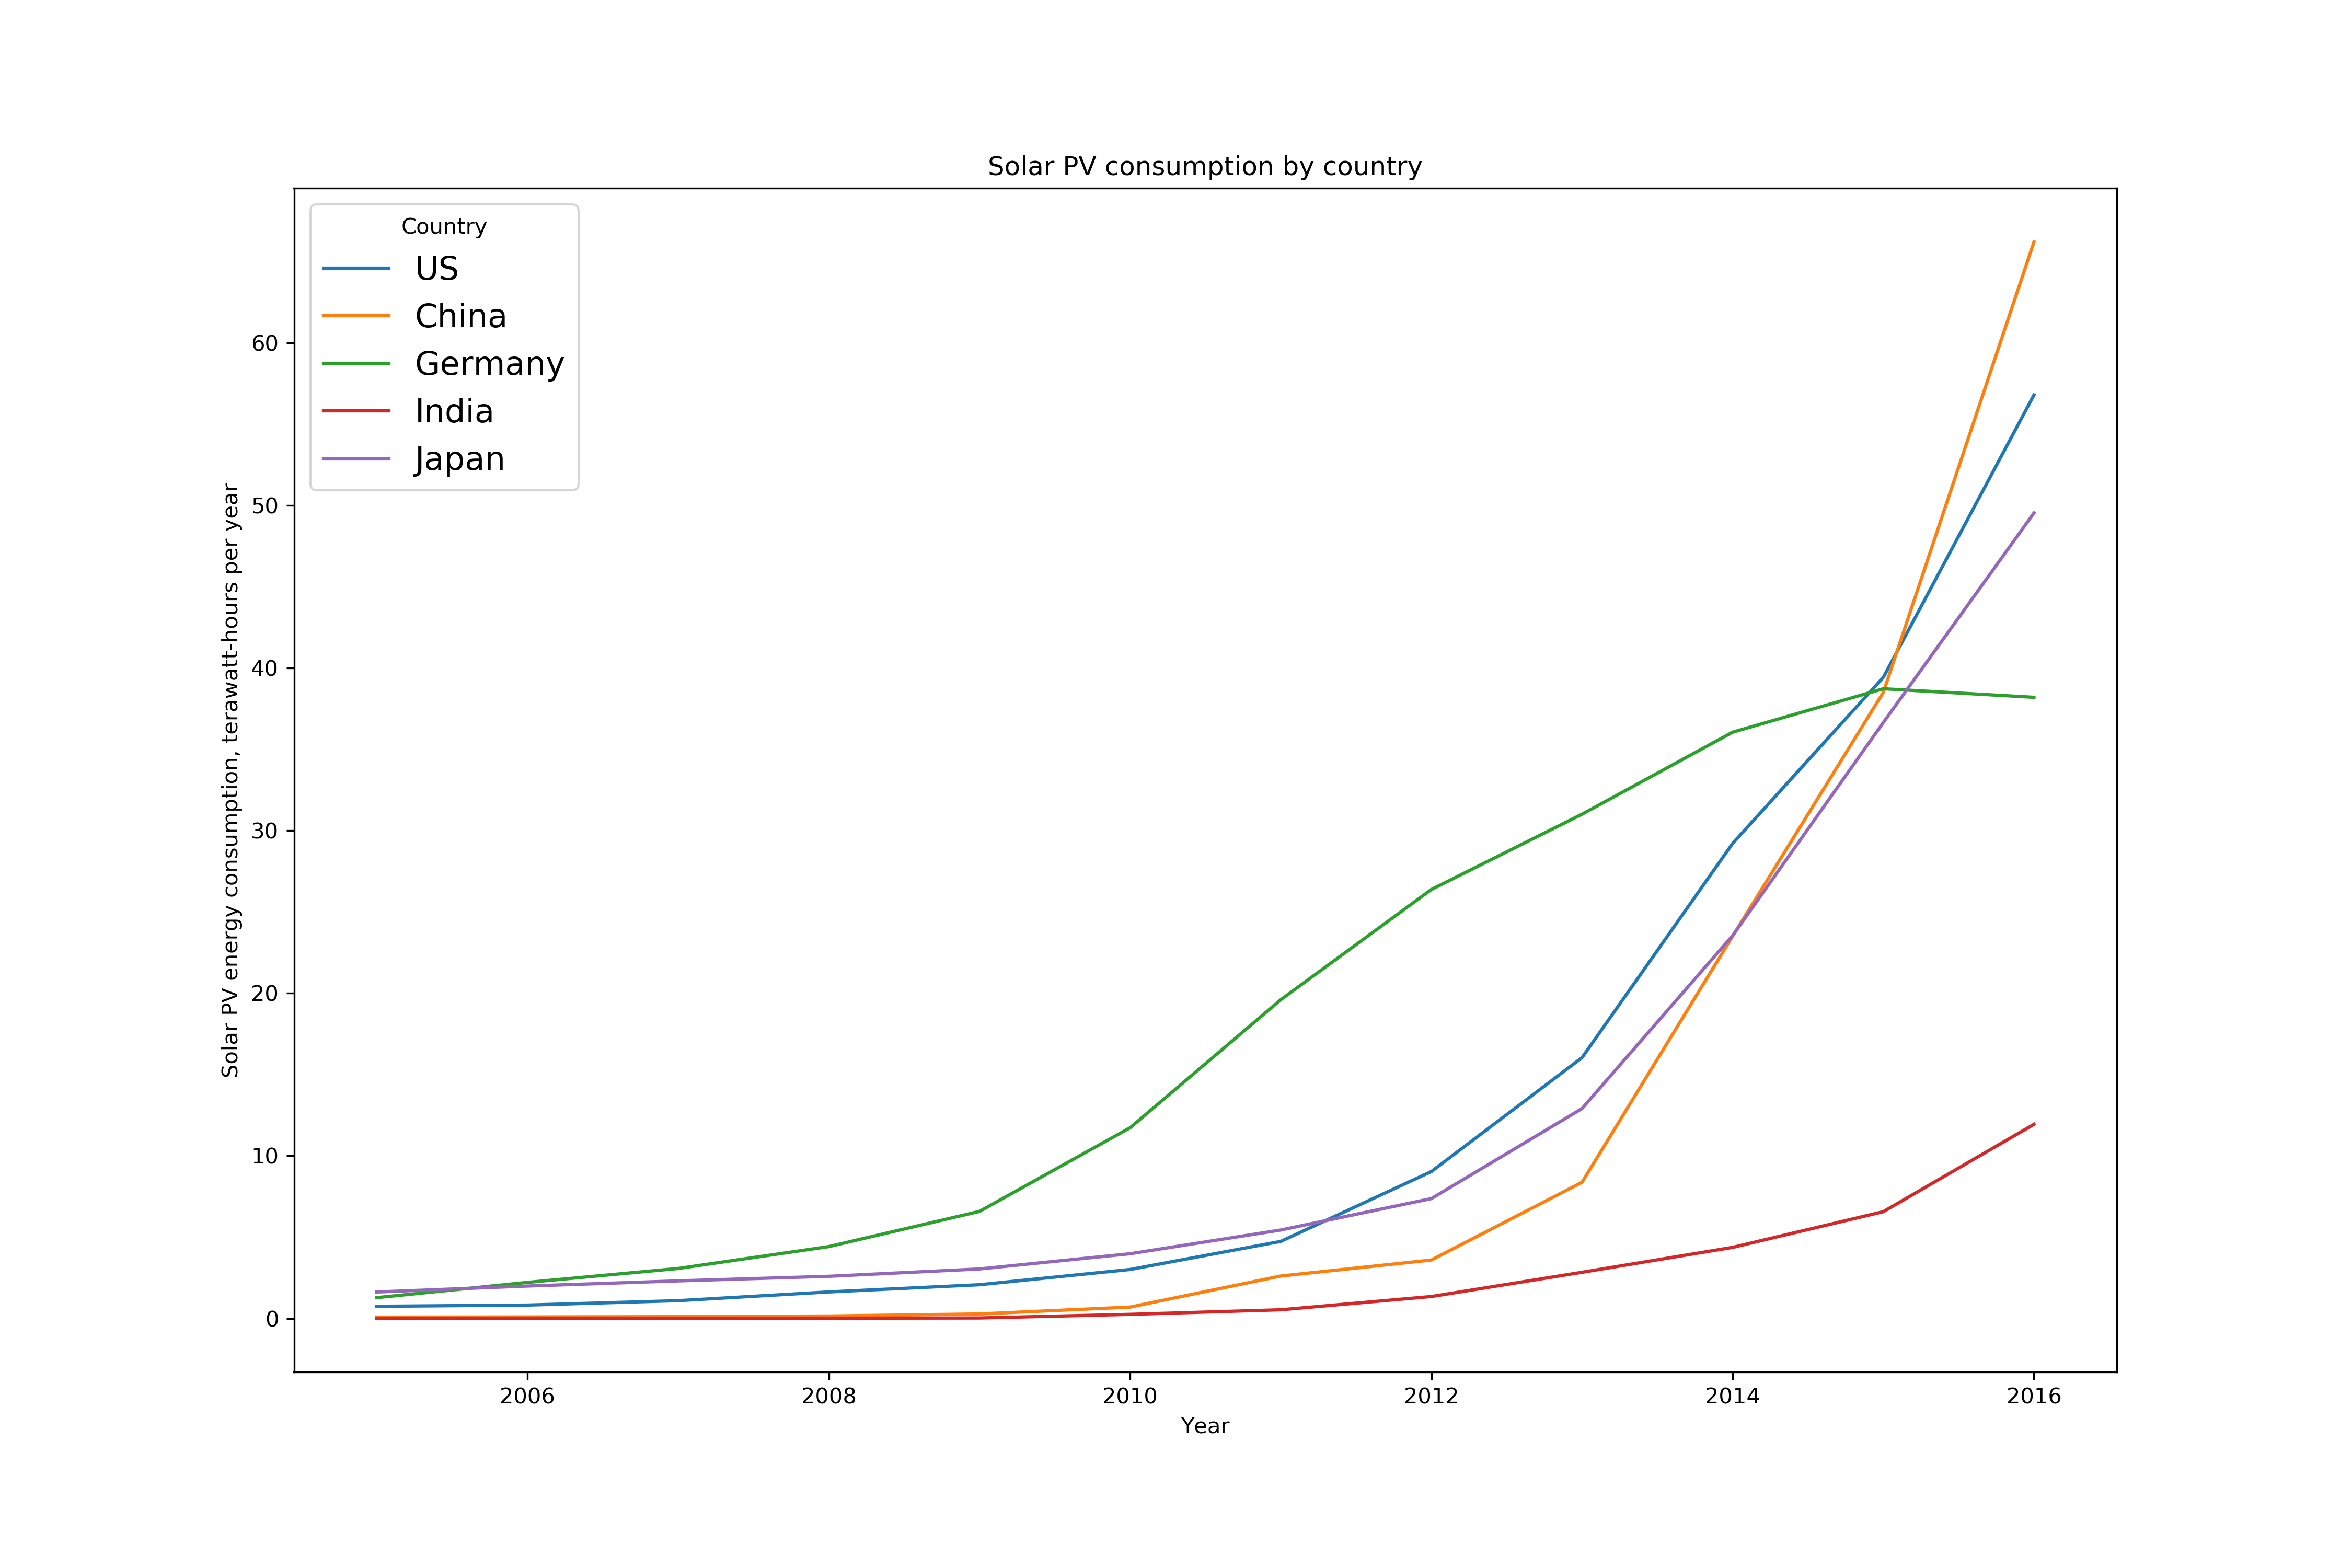 Solar PV consumption by country
Country
US
China
Germany
India
Japan
Solar PV energy consumption, terawatt-hours per year
60
50
40
30
20
10
0
2006 2008 2010 2012 2014 2016
Year